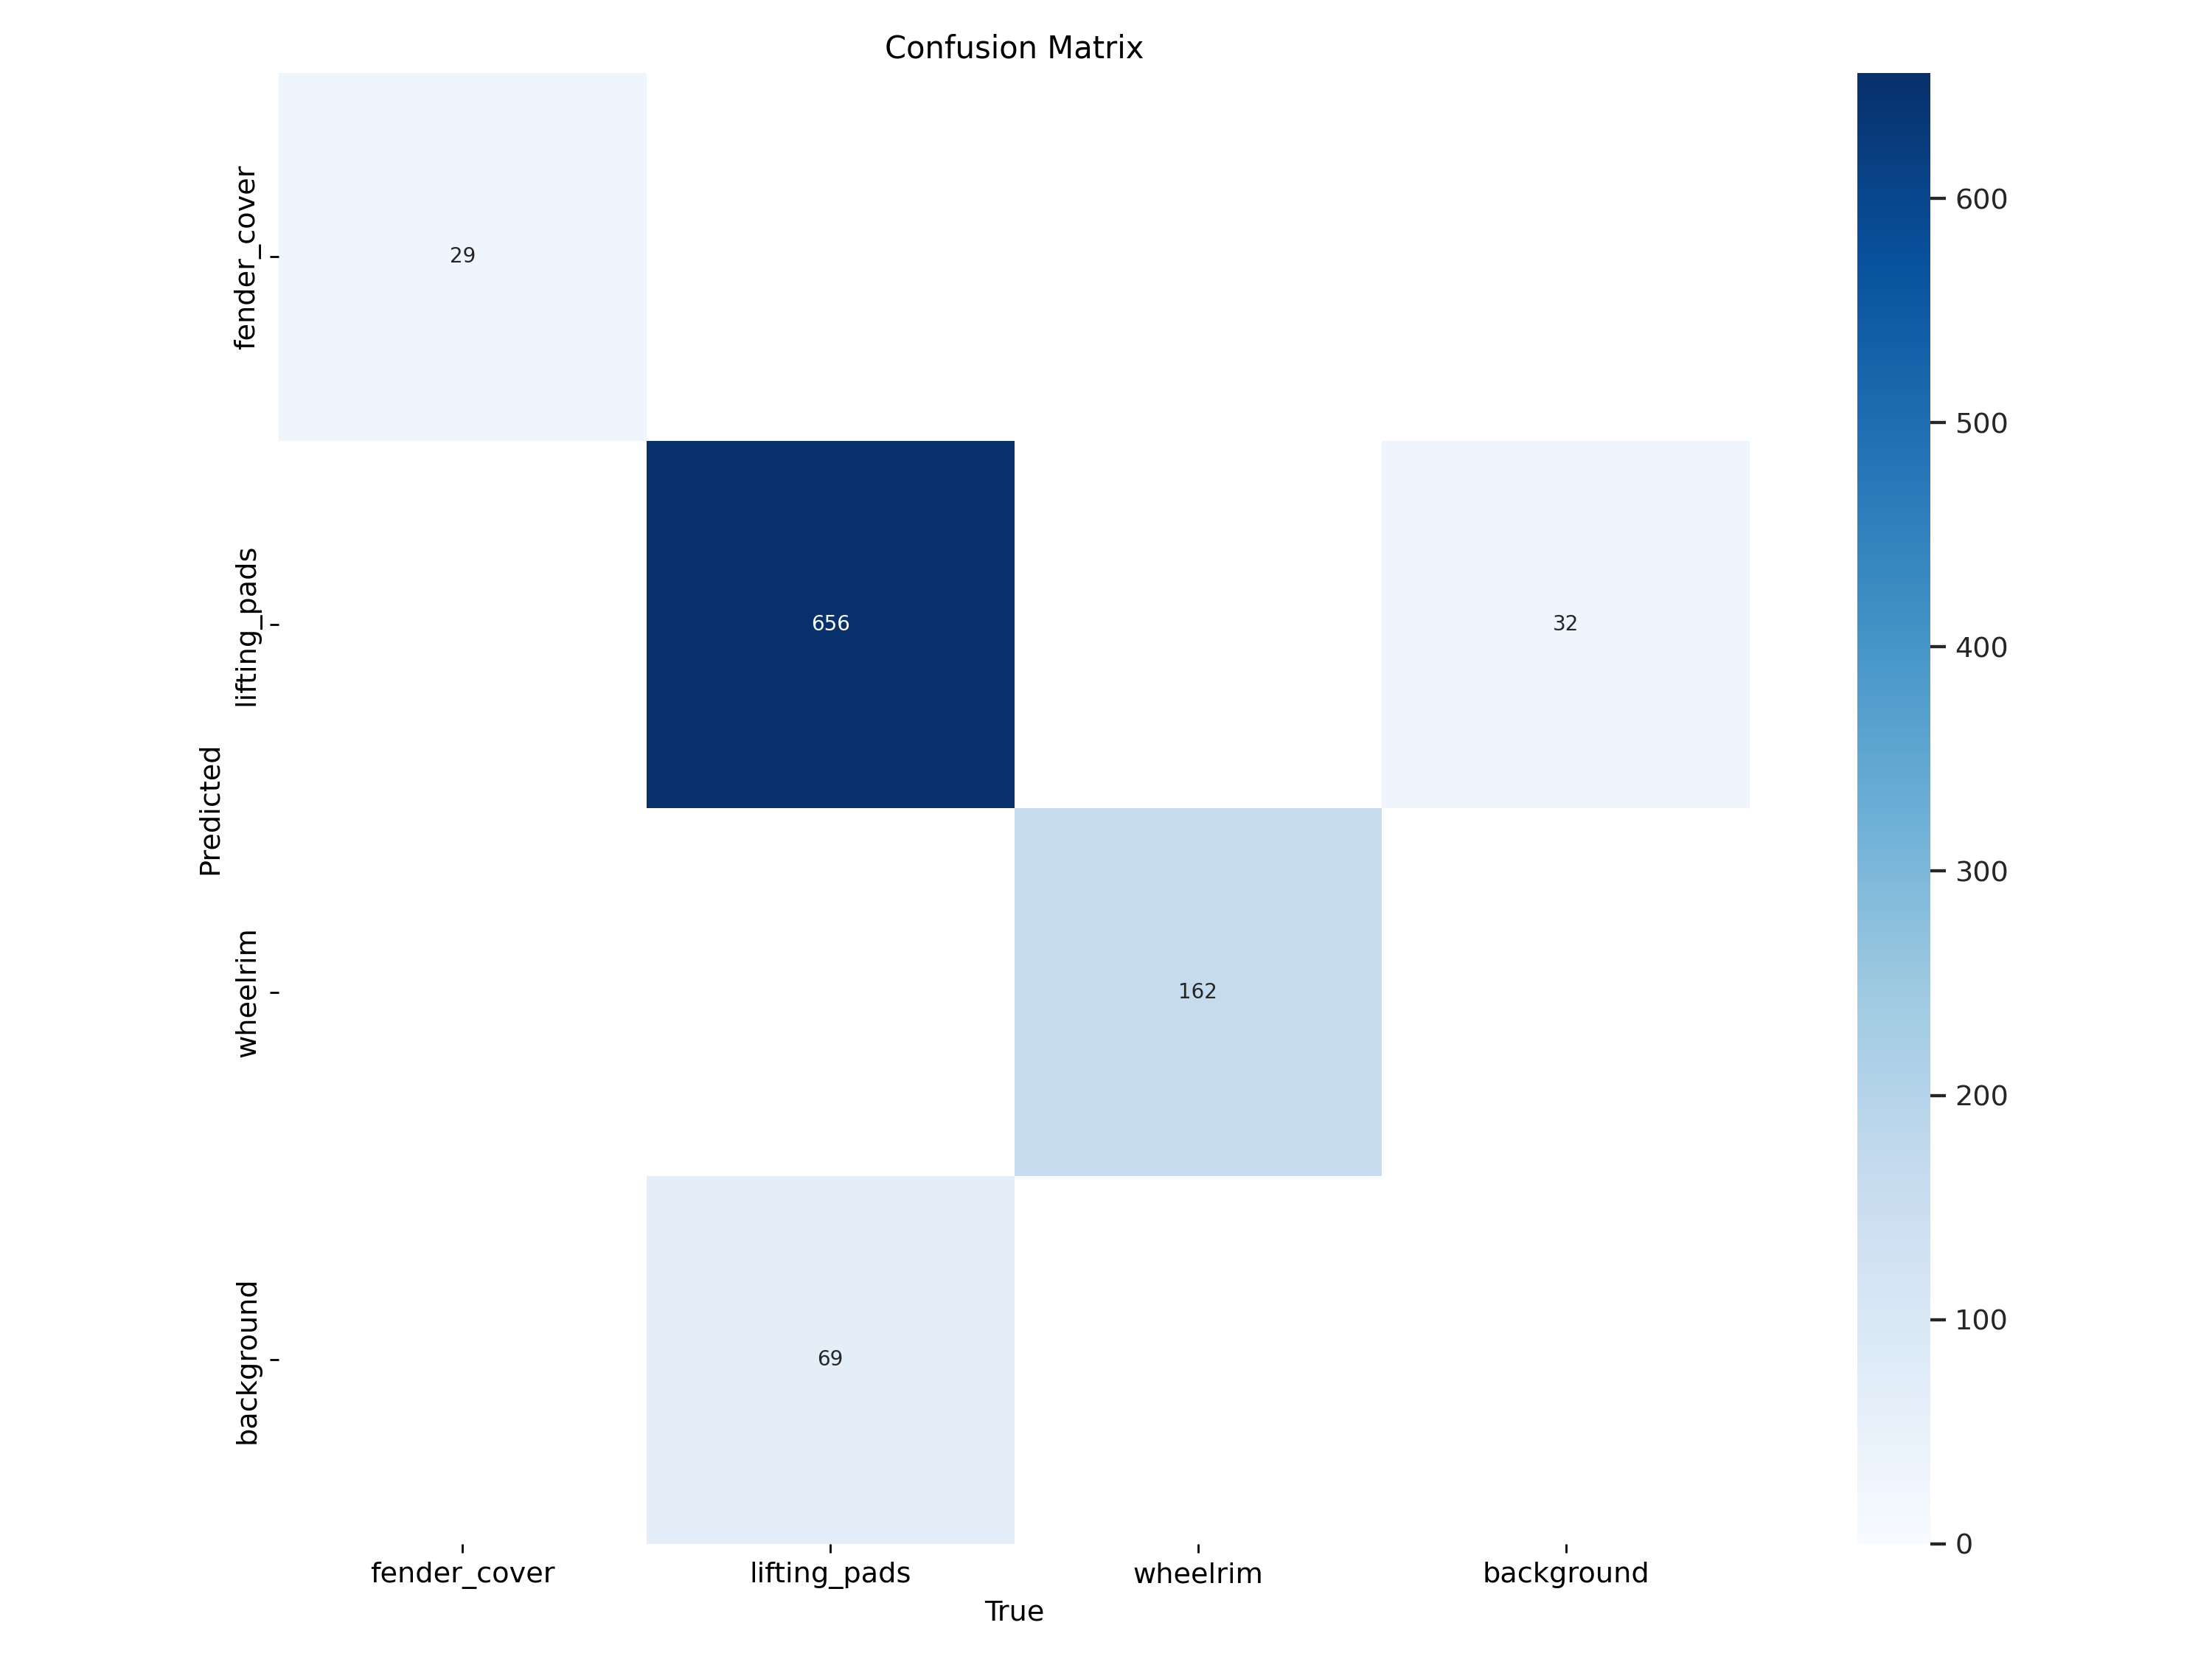 Confusion Matrix
fender_cover
lifting_pads
wheelrim
background
Predicted
29
656
32
162
69
fender_cover
lifting_pads
wheelrim
background
True
600
500
400
300
200
100
0